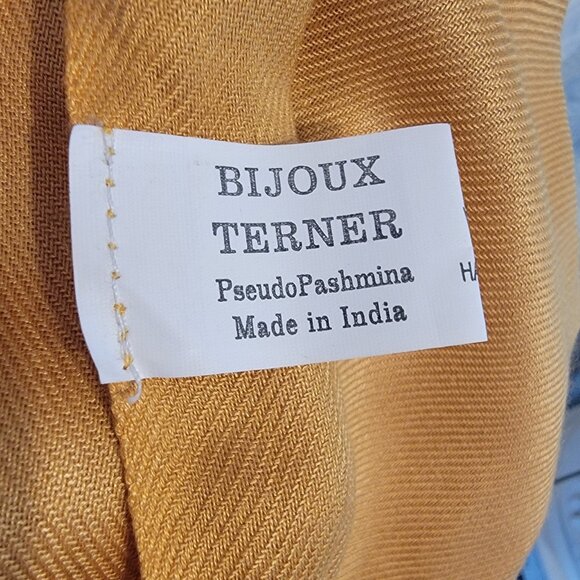 BIJOUX
TERNER
PseudoPashmina
Made in India